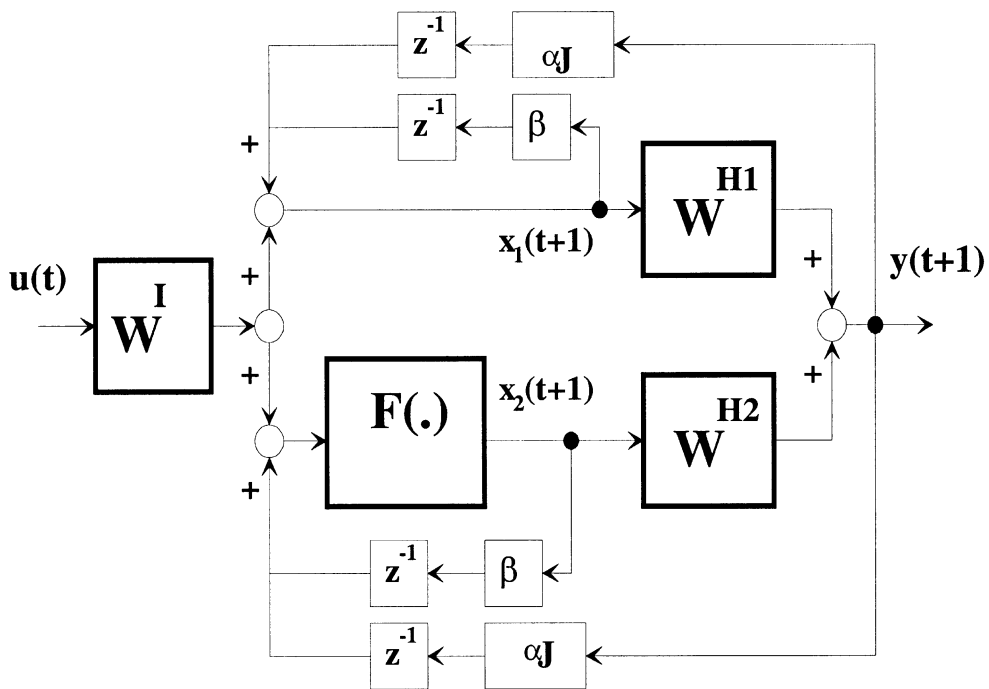 z⁻¹
αJ
z⁻¹
β
+
x₁(t+1)
W^H1
+
u(t)
W^I
+
y(t+1)
+
F(.)
x₂(t+1)
W^H2
+
+
z⁻¹
β
z⁻¹
αJ